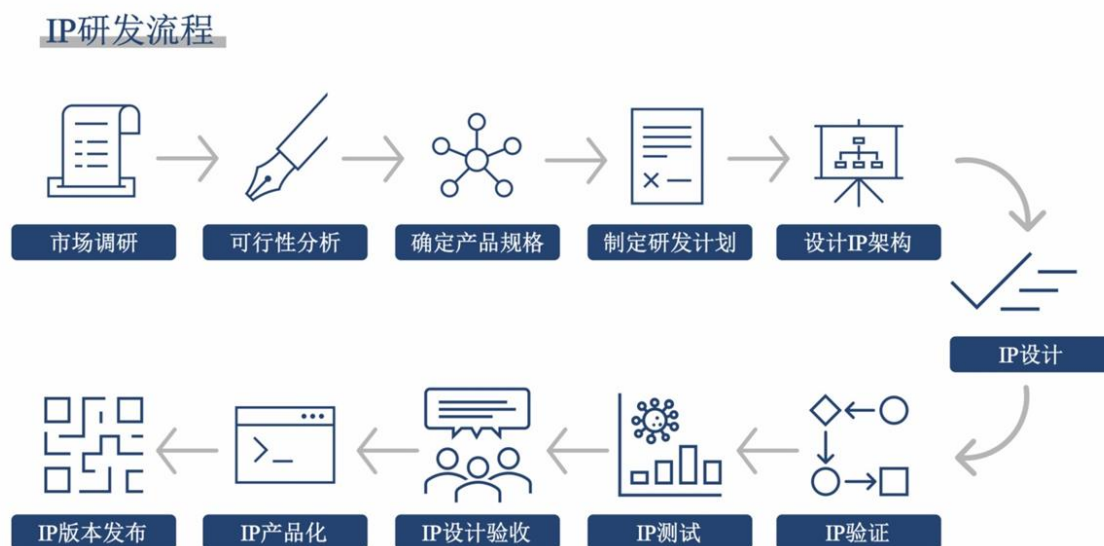 IP研发流程
市场调研
可行性分析
确定产品规格
制定研发计划
设计IP架构
IP设计
IP验证
IP测试
IP设计验收
IP产品化
IP版本发布